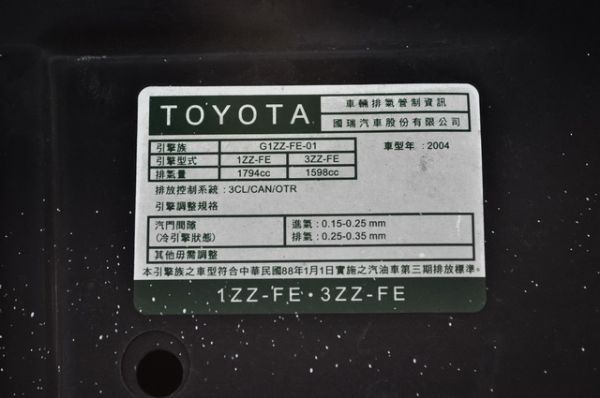 TOYOTA
車輛排氣管制資訊
國瑞汽車股份有限公司
引擎族 G1ZZ-FE-01 車型年 : 2004
引擎型式 1ZZ-FE 3ZZ-FE
排氣量 1794cc 1598cc
排放控制系統 : 3CL/CAN/OTR
引擎調整規格
汽門間隙 進氣 : 0.15-0.25 mm
(冷引擎狀態) 排氣 : 0.25-0.35 mm
其他毋需調整
本引擎族之車型符合中華民國88年1月1日實施之汽油車第三期排放標準。
1ZZ-FE · 3ZZ-FE